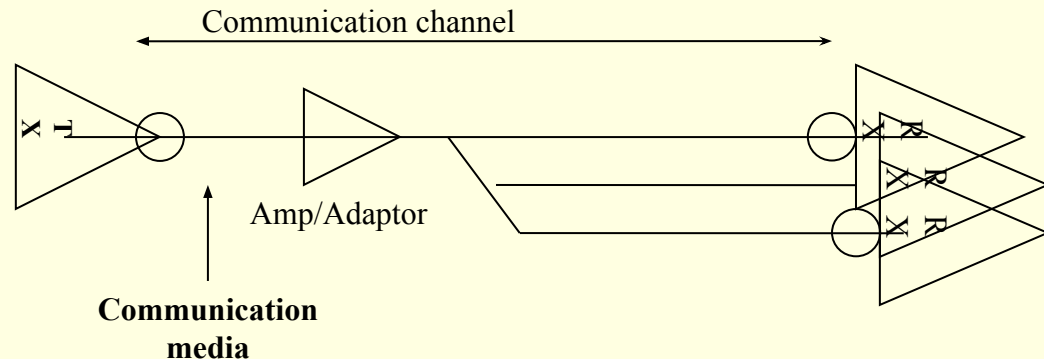 Communication channel
TX
RX
RX
RX
Amp/Adaptor
Communication
media